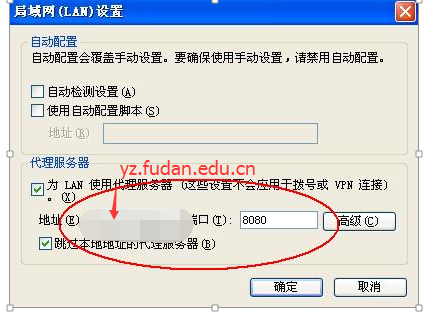 局域网(LAN)设置
自动配置
自动配置会覆盖手动设置。要确保使用手动设置，请禁用自动配置。
自动检测设置(A)
使用自动配置脚本(S)
地址(R)
代理服务器
yz.fudan.edu.cn
为 LAN 使用代理服务器 (这些设置不会应用于拨号或 VPN 连接)
。(X)
地址(E) 端口(T): 8080 高级(C)
跳过本地地址的代理服务器(B)
确定 取消